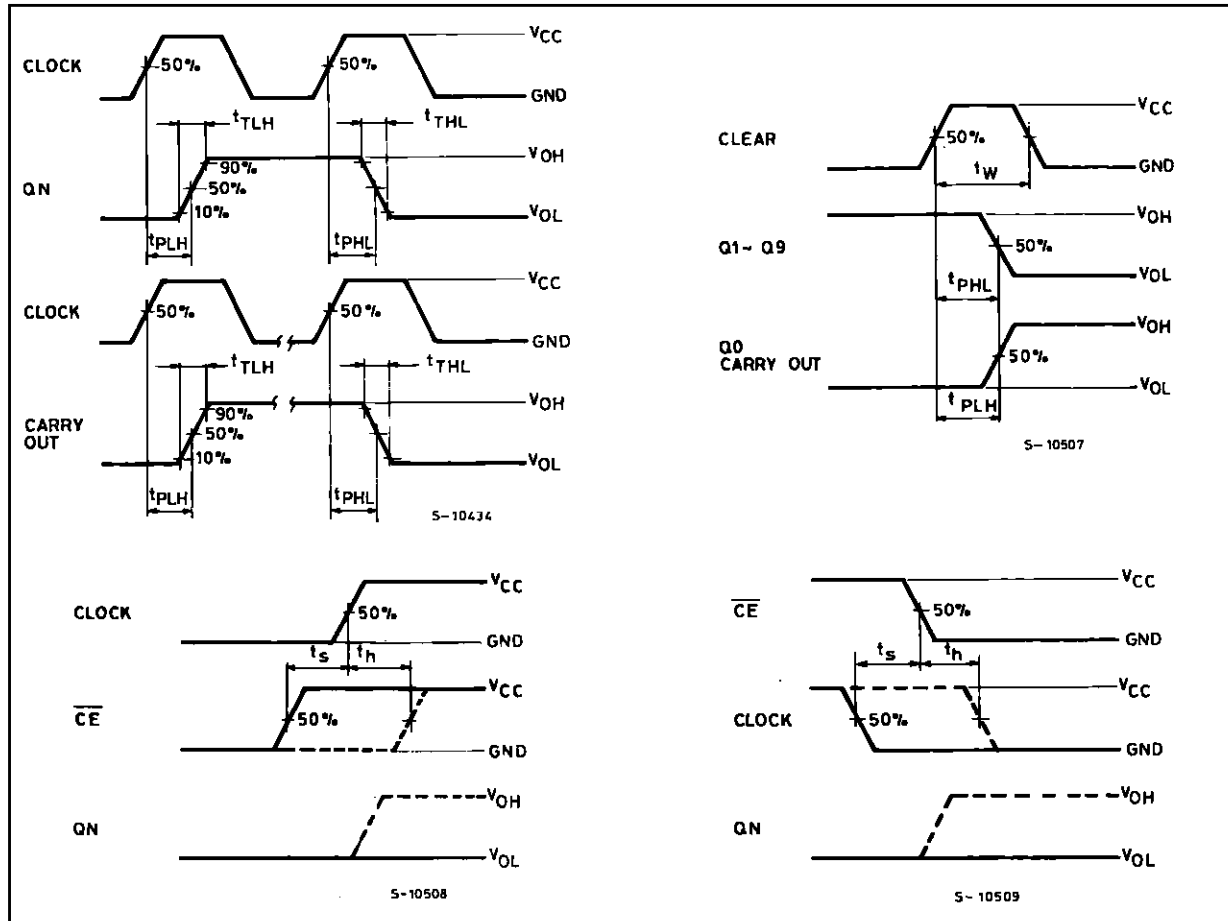 VCC
CLOCK
50%
50%
GND
tTLH
tTHL
VOH
90%
QN
50%
10%
VOL
tPLH
tPHL
VCC
CLOCK
50%
50%
GND
tTLH
tTHL
VOH
90%
CARRY
OUT
50%
10%
VOL
tPLH
tPHL
S-10434
VCC
CLEAR
50%
GND
tW
VOH
Q1~Q9
50%
VOL
tPHL
VOH
Q0
CARRY OUT
50%
VOL
tPLH
S-10507
VCC
CLOCK
50%
GND
ts
th
VCC
CE
50%
GND
VOH
QN
VOL
S-10508
VCC
CE
50%
GND
ts
th
VCC
CLOCK
50%
GND
VOH
QN
VOL
S-10509